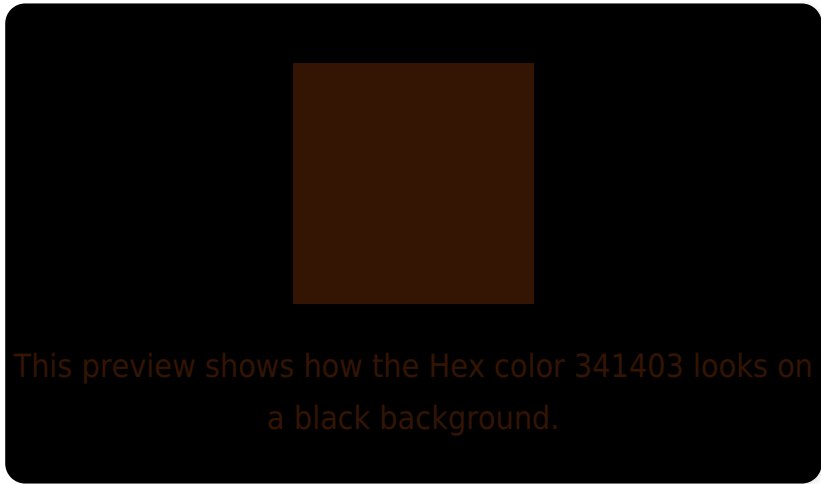 This preview shows how the Hex color 341403 looks on
a black background.